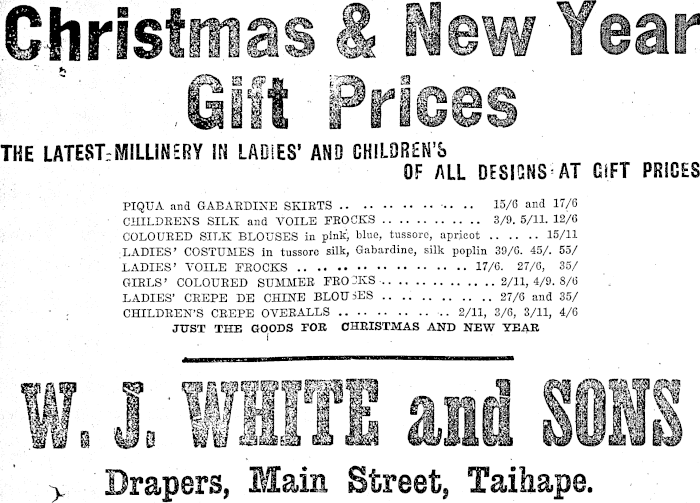 Christmas & New Year
Gift Prices
THE LATEST MILLINERY IN LADIES' AND CHILDREN'S
OF ALL DESIGNS AT GIFT PRICES
PIQUA and GABARDINE SKIRTS .. .. .. .. .. .. .. 15/6 and 17/6
CHILDRENS SILK and VOILE FROCKS .. .. .. .. .. 3/9. 5/11. 12/6
COLOURED SILK BLOUSES in pink, blue, tussore, apricot .. .. .. 15/11
LADIES' COSTUMES in tussore silk, Gabardine, silk poplin 39/6. 45/. 55/
LADIES' VOILE FROCKS .. .. .. .. .. .. .. .. .. 17/6. 27/6, 35/
GIRLS' COLOURED SUMMER FROCKS .. .. .. .. .. .. 2/11, 4/9. 8/6
LADIES' CREPE DE CHINE BLOUSES .. .. .. .. .. .. 27/6 and 35/
CHILDREN'S CREPE OVERALLS .. .. .. .. .. .. 2/11, 3/6, 3/11, 4/6
JUST THE GOODS FOR CHRISTMAS AND NEW YEAR
W. J. WHITE and SONS
Drapers, Main Street, Taihape.